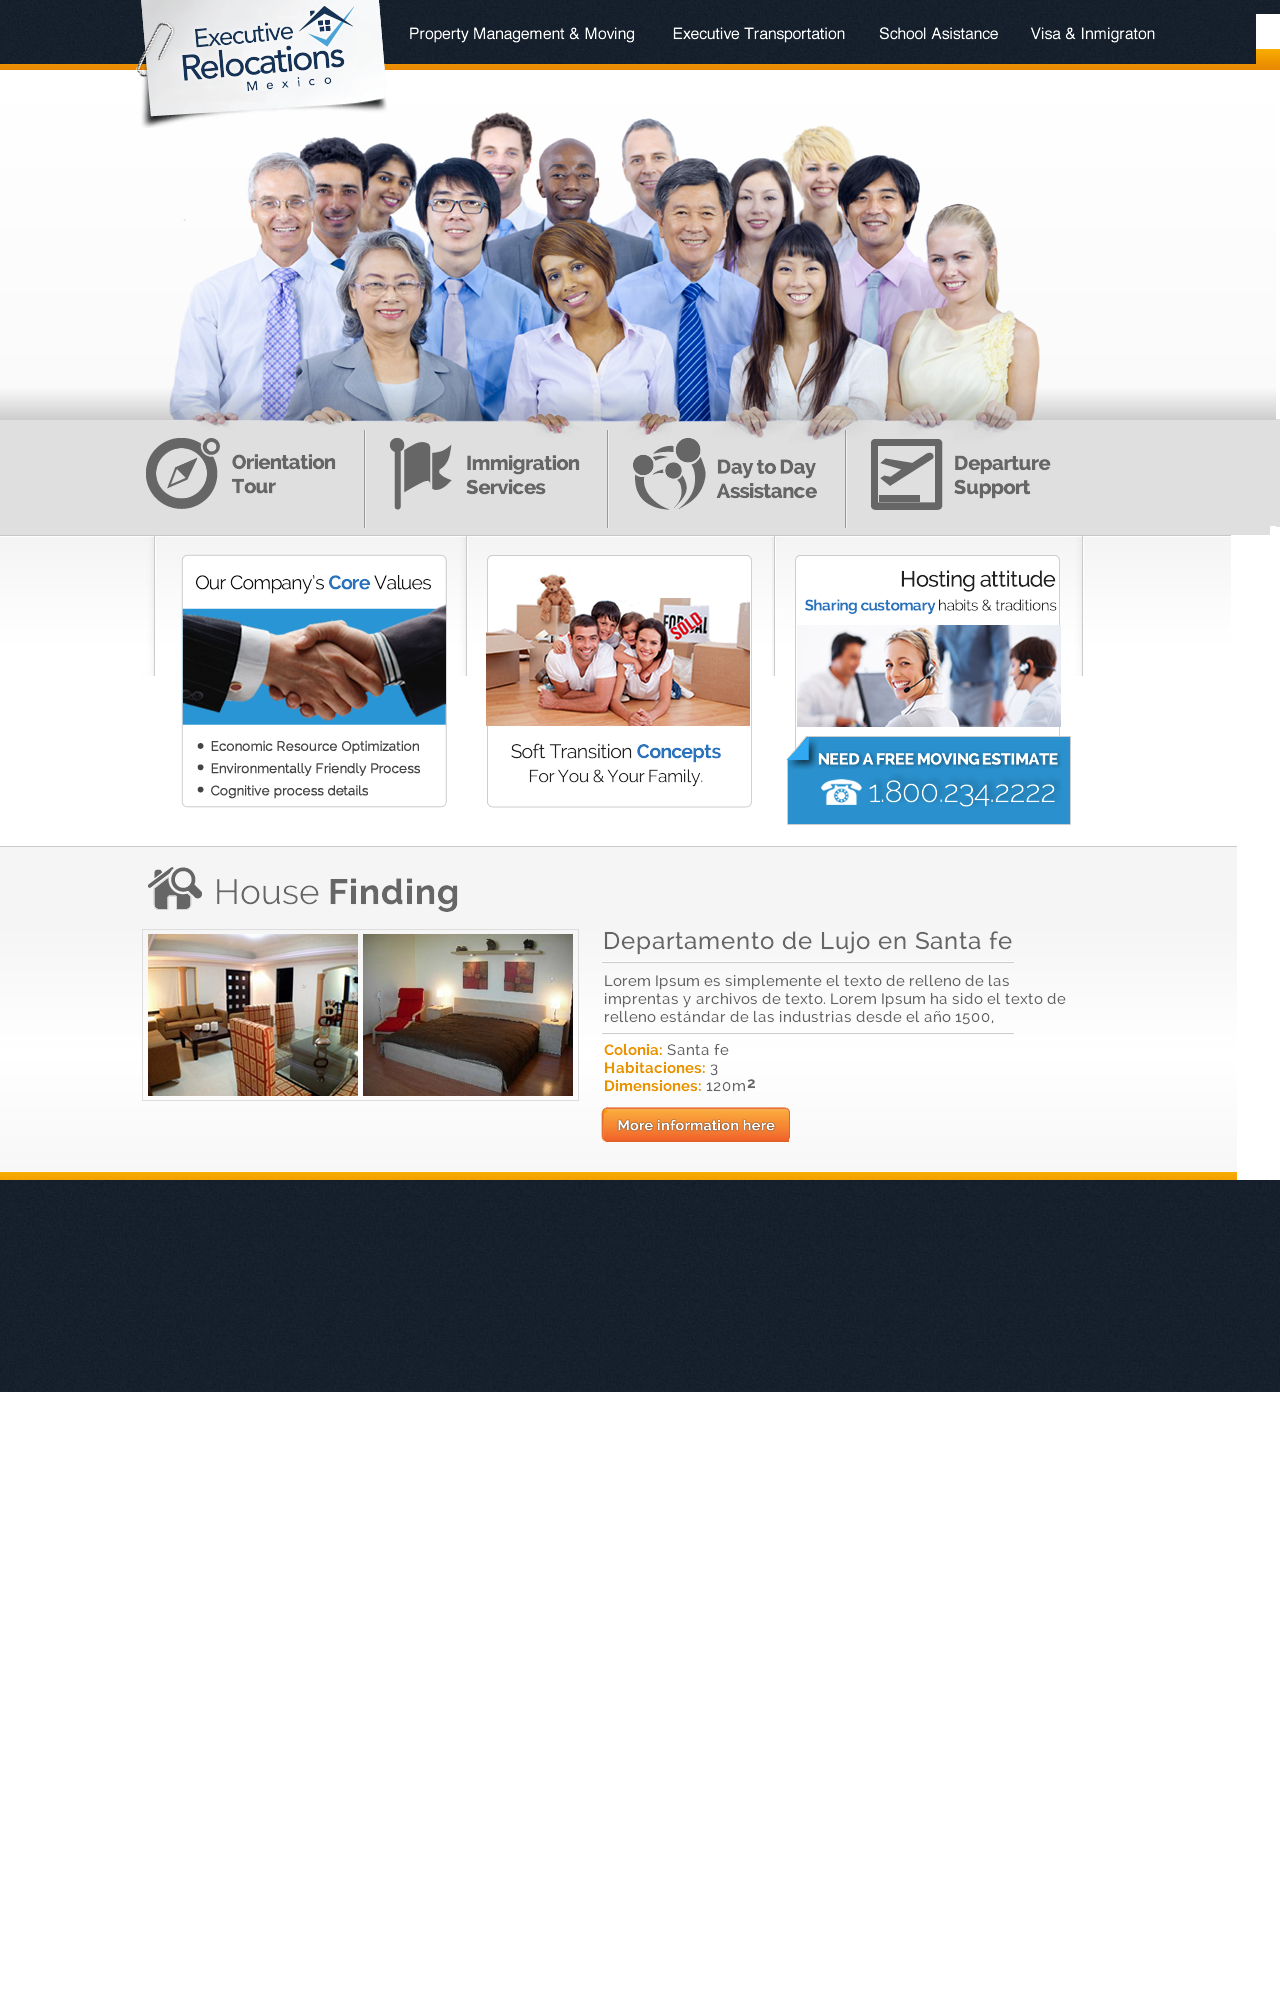 Executive
Relocations
Mexico
Property Management & Moving
Executive Transportation
School Asistance
Visa & Inmigraton
Orientation
Tour
Immigration
Services
Day to Day
Assistance
Departure
Support
Our Company's Core Values
Economic Resource Optimization
Environmentally Friendly Process
Cognitive process details
SOLD
Soft Transition Concepts
For You & Your Family.
Hosting attitude
Sharing customary habits & traditions
NEED A FREE MOVING ESTIMATE
1.800.234.2222
House Finding
Departamento de Lujo en Santa fe
Lorem Ipsum es simplemente el texto de relleno de las
imprentas y archivos de texto. Lorem Ipsum ha sido el texto de
relleno estándar de las industrias desde el año 1500,
Colonia: Santa fe
Habitaciones: 3
Dimensiones: 120m²
More information here